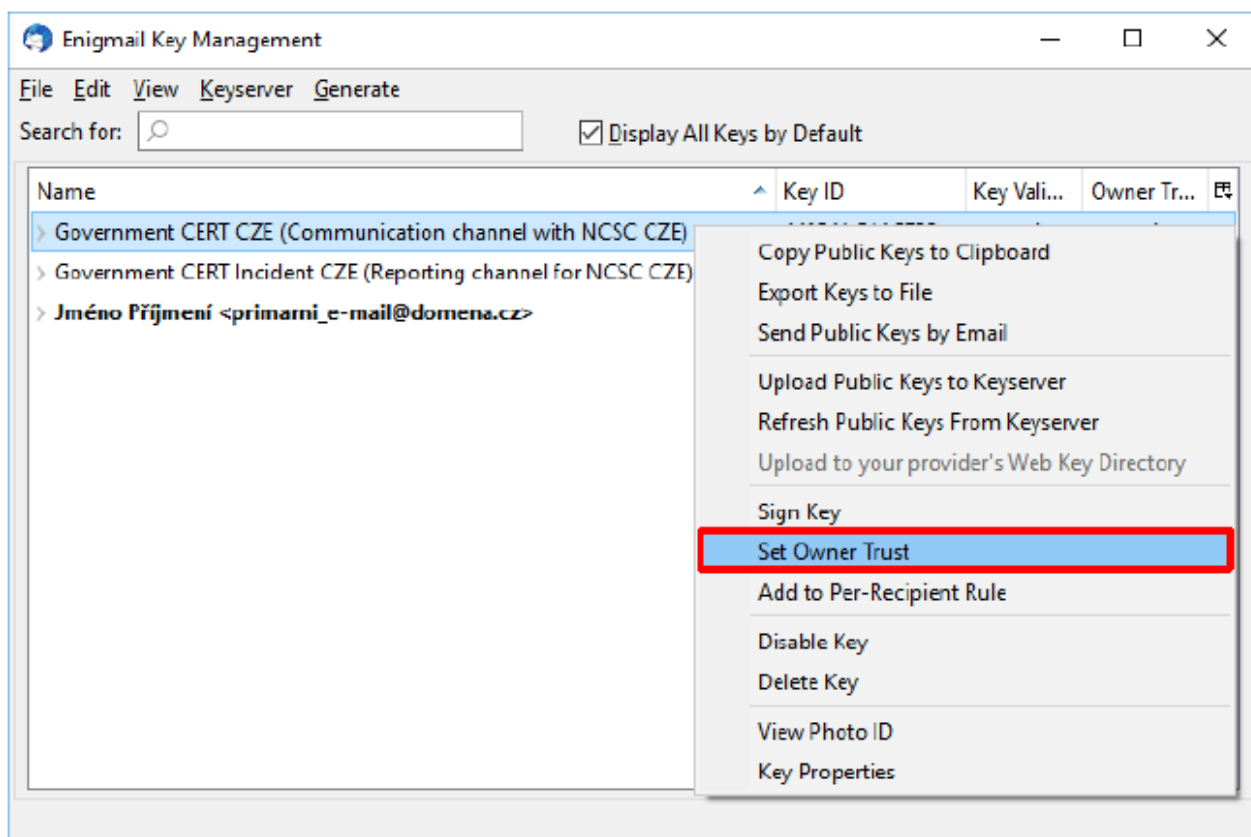 Enigmail Key Management
File Edit View Keyserver Generate
Search for: Display All Keys by Default
Name Key ID Key Vali... Owner Tr...
Government CERT CZE (Communication channel with NCSC CZE)
Government CERT Incident CZE (Reporting channel for NCSC CZE)
Jméno Příjmení <primarni_e-mail@domena.cz>
Copy Public Keys to Clipboard
Export Keys to File
Send Public Keys by Email
Upload Public Keys to Keyserver
Refresh Public Keys From Keyserver
Upload to your provider's Web Key Directory
Sign Key
Set Owner Trust
Add to Per-Recipient Rule
Disable Key
Delete Key
View Photo ID
Key Properties